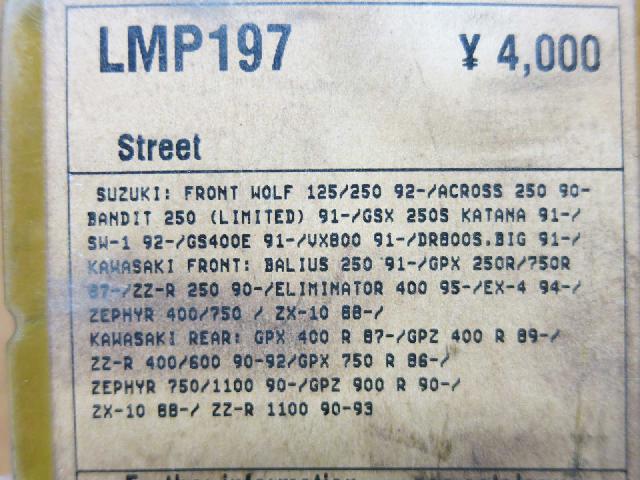 LMP197
¥ 4,000
Street
SUZUKI: FRONT WOLF 125/250 92-/ACROSS 250 90-
BANDIT 250 (LIMITED) 91-/GSX 250S KATANA 91-/
SW-1 92-/GS400E 91-/VX800 91-/DR800S.BIG 91-/
KAWASAKI FRONT: BALIUS 250 91-/GPX 250R/750R
87-/ZZ-R 250 90-/ELIMINATOR 400 95-/EX-4 94-/
ZEPHYR 400/750 / ZX-10 88-/
KAWASAKI REAR: GPX 400 R 87-/GPZ 400 R 89-/
ZZ-R 400/600 90-92/GPX 750 R 86-/
ZEPHYR 750/1100 90-/GPZ 900 R 90-/
ZX-10 88-/ ZZ-R 1100 90-93